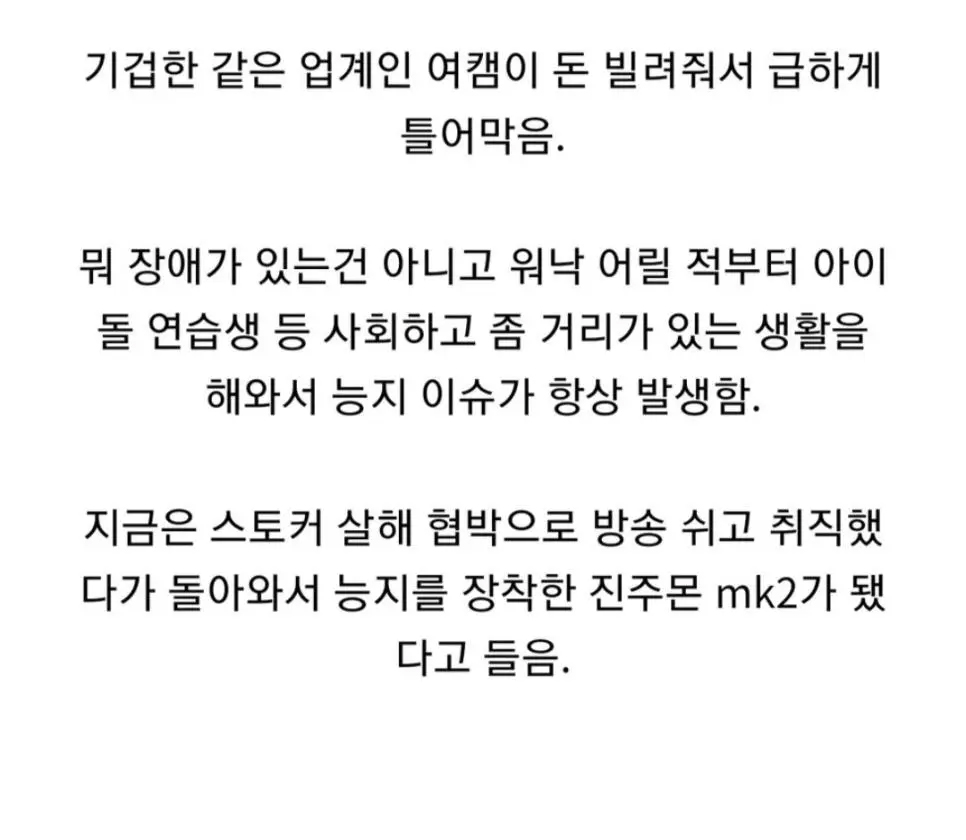 기겁한 같은 업계인 여캠이 돈 빌려줘서 급하게
틀어막음.
뭐 장애가 있는건 아니고 워낙 어릴 적부터 아이
돌 연습생 등 사회하고 좀 거리가 있는 생활을
해와서 능지 이슈가 항상 발생함.
지금은 스토커 살해 협박으로 방송 쉬고 취직했
다가 돌아와서 능지를 장착한 진주몬 mk2가 됐
다고 들음.